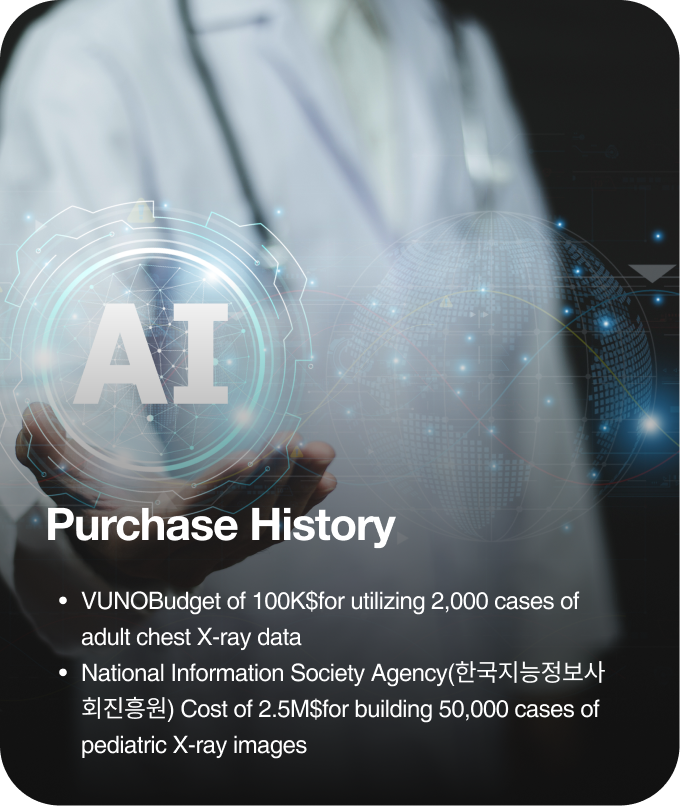 AI
Purchase History
• VUNOBudget of 100K$for utilizing 2,000 cases of
adult chest X-ray data
• National Information Society Agency(한국지능정보사
회진흥원) Cost of 2.5M$for building 50,000 cases of
pediatric X-ray images